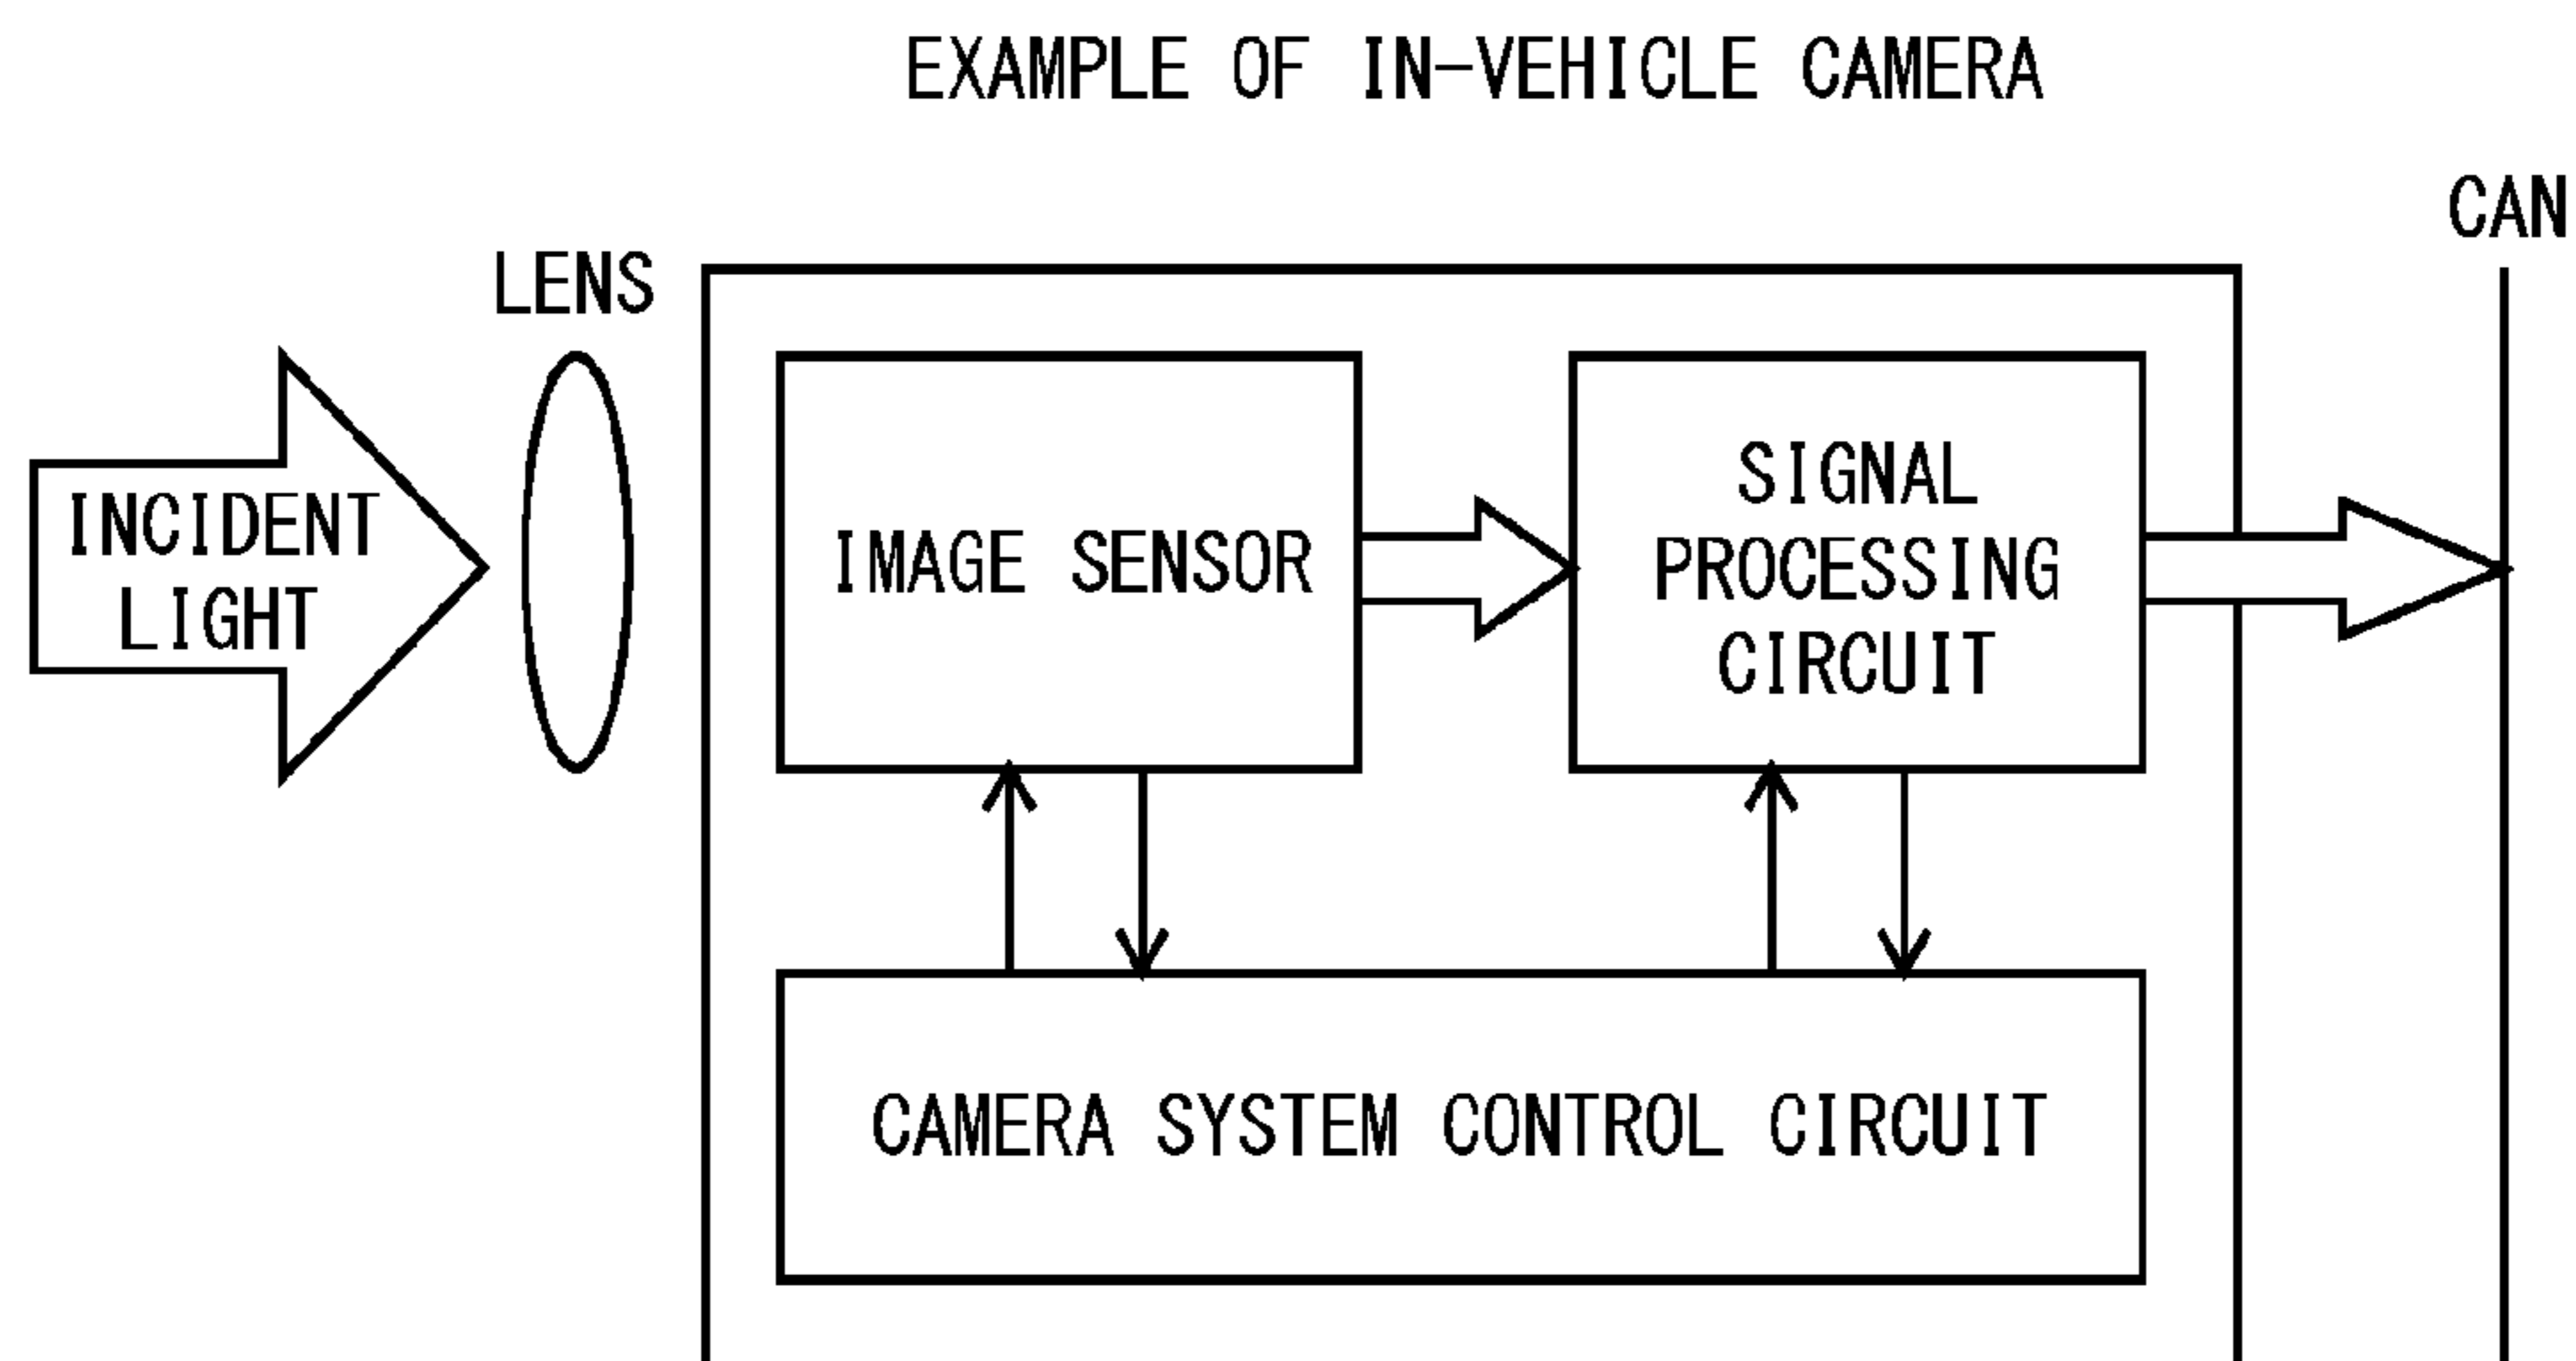 EXAMPLE OF IN-VEHICLE CAMERA
CAN
LENS
INCIDENT
LIGHT
IMAGE SENSOR
SIGNAL
PROCESSING
CIRCUIT
CAMERA SYSTEM CONTROL CIRCUIT